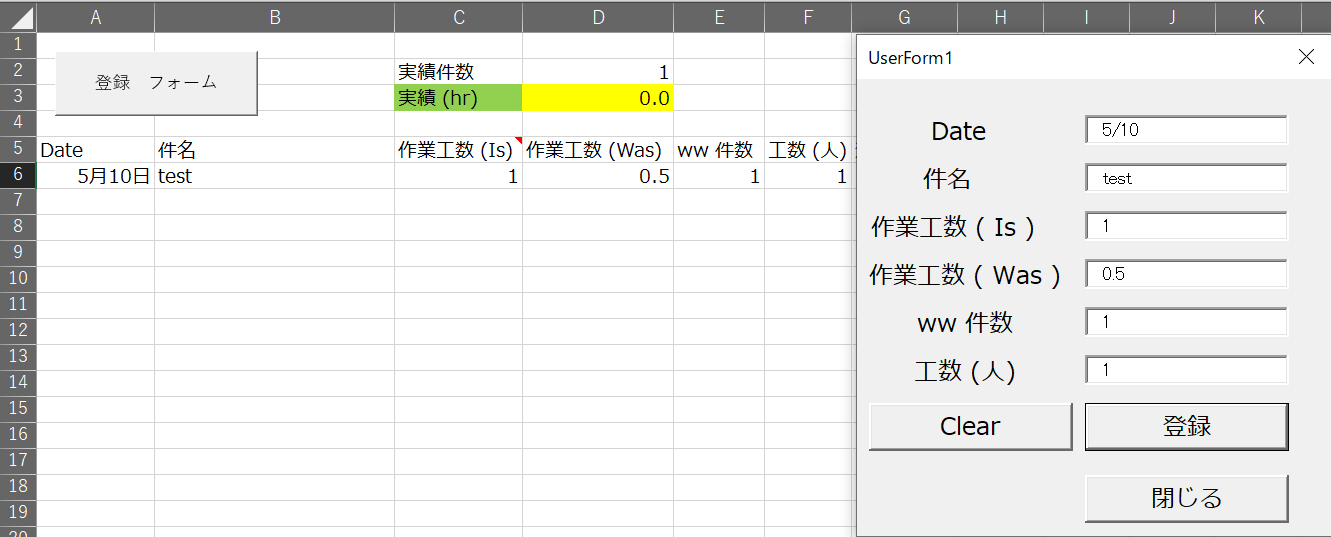 A B C D E F G H I J K
1
2 実績件数 1
登録　フォーム
3 実績 (hr) 0.0
4
5 Date 件名 作業工数 (Is) 作業工数 (Was) ww 件数 工数 (人)
6 5月10日 test 1 0.5 1 1
7
8
9
10
11
12
13
14
15
16
17
18
19
20
UserForm1
Date 5/10
件名 test
作業工数 ( Is ) 1
作業工数 ( Was ) 0.5
ww 件数 1
工数 (人) 1
Clear 登録
閉じる